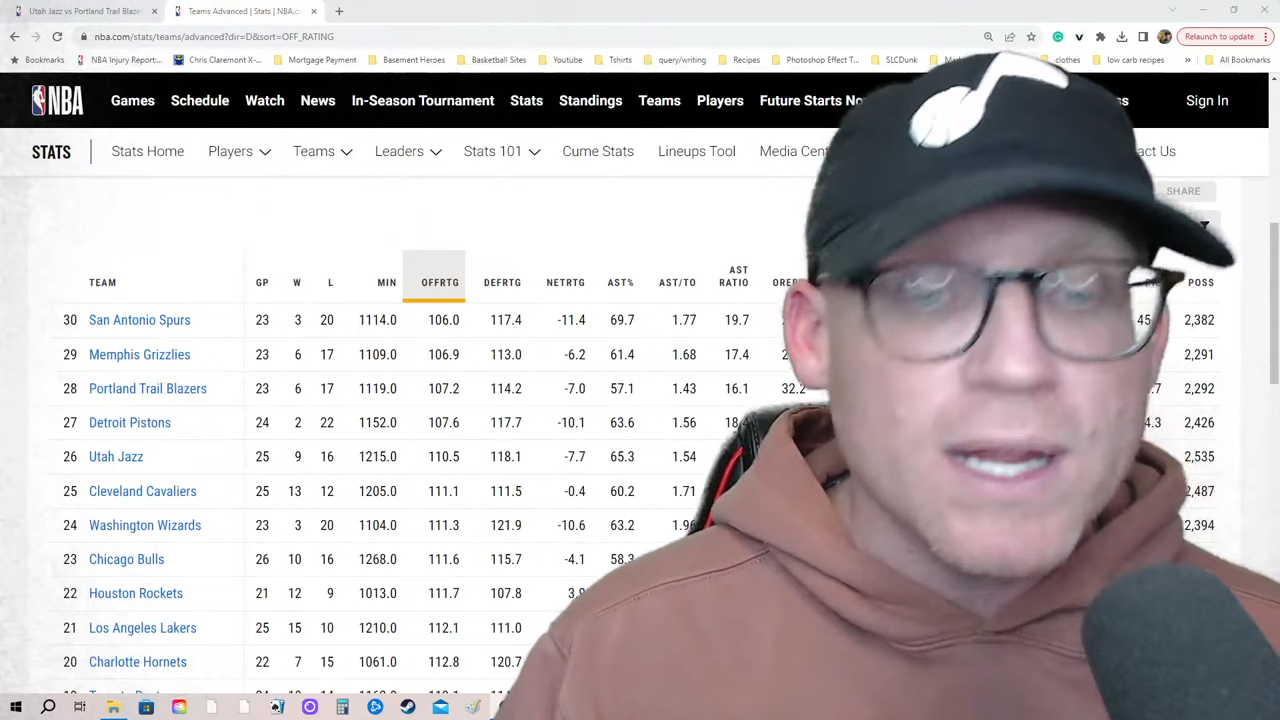 Utah Jazz vs Portland Trail Blaze
Teams Advanced | Stats | NBA.c
nba.com/stats/teams/advanced?dir=D&sort=OFF_RATING
Relaunch to update
Bookmarks NBA Injury Report... Chris Claremont X-... Mortgage Payment Basement Heroes Basketball Sites Youtube Tshirts query/writing Recipes Photoshop Effect T... SLCDunk clothes low carb recipes » All Bookmarks
NBA Games Schedule Watch News In-Season Tournament Stats Standings Teams Players Future Starts Sign In
STATS Stats Home Players Teams Leaders Stats 101 Cume Stats Lineups Tool Media
SHARE
TEAM GP W L MIN OFFRTG DEFRTG NETRTG AST% AST/TO AST RATIO POSS
30 San Antonio Spurs 23 3 20 1114.0 106.0 117.4 -11.4 69.7 1.77 19.7 2,382
29 Memphis Grizzlies 23 6 17 1109.0 106.9 113.0 -6.2 61.4 1.68 17.4 2,291
28 Portland Trail Blazers 23 6 17 1119.0 107.2 114.2 -7.0 57.1 1.43 16.1 32.2 2,292
27 Detroit Pistons 24 2 22 1152.0 107.6 117.7 -10.1 63.6 1.56 2,426
26 Utah Jazz 25 9 16 1215.0 110.5 118.1 -7.7 65.3 1.54 2,535
25 Cleveland Cavaliers 25 13 12 1205.0 111.1 111.5 -0.4 60.2 1.71 2,487
24 Washington Wizards 23 3 20 1104.0 111.3 121.9 -10.6 63.2 1.96 2,394
23 Chicago Bulls 26 10 16 1268.0 111.6 115.7 -4.1 58.3
22 Houston Rockets 21 12 9 1013.0 111.7 107.8 3.9
21 Los Angeles Lakers 25 15 10 1210.0 112.1 111.0
20 Charlotte Hornets 22 7 15 1061.0 112.8 120.7